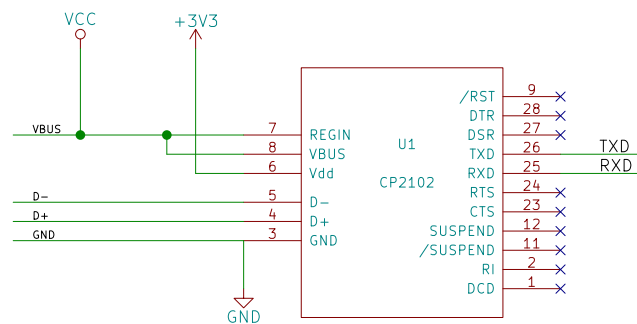 VCC
+3V3
VBUS
7 REGIN
8 VBUS
6 Vdd
D-
5 D-
D+
4 D+
GND
3 GND
GND
U1
CP2102
/RST 9
DTR 28
DSR 27
TXD 26 TXD
RXD 25 RXD
RTS 24
CTS 23
SUSPEND 12
/SUSPEND 11
RI 2
DCD 1